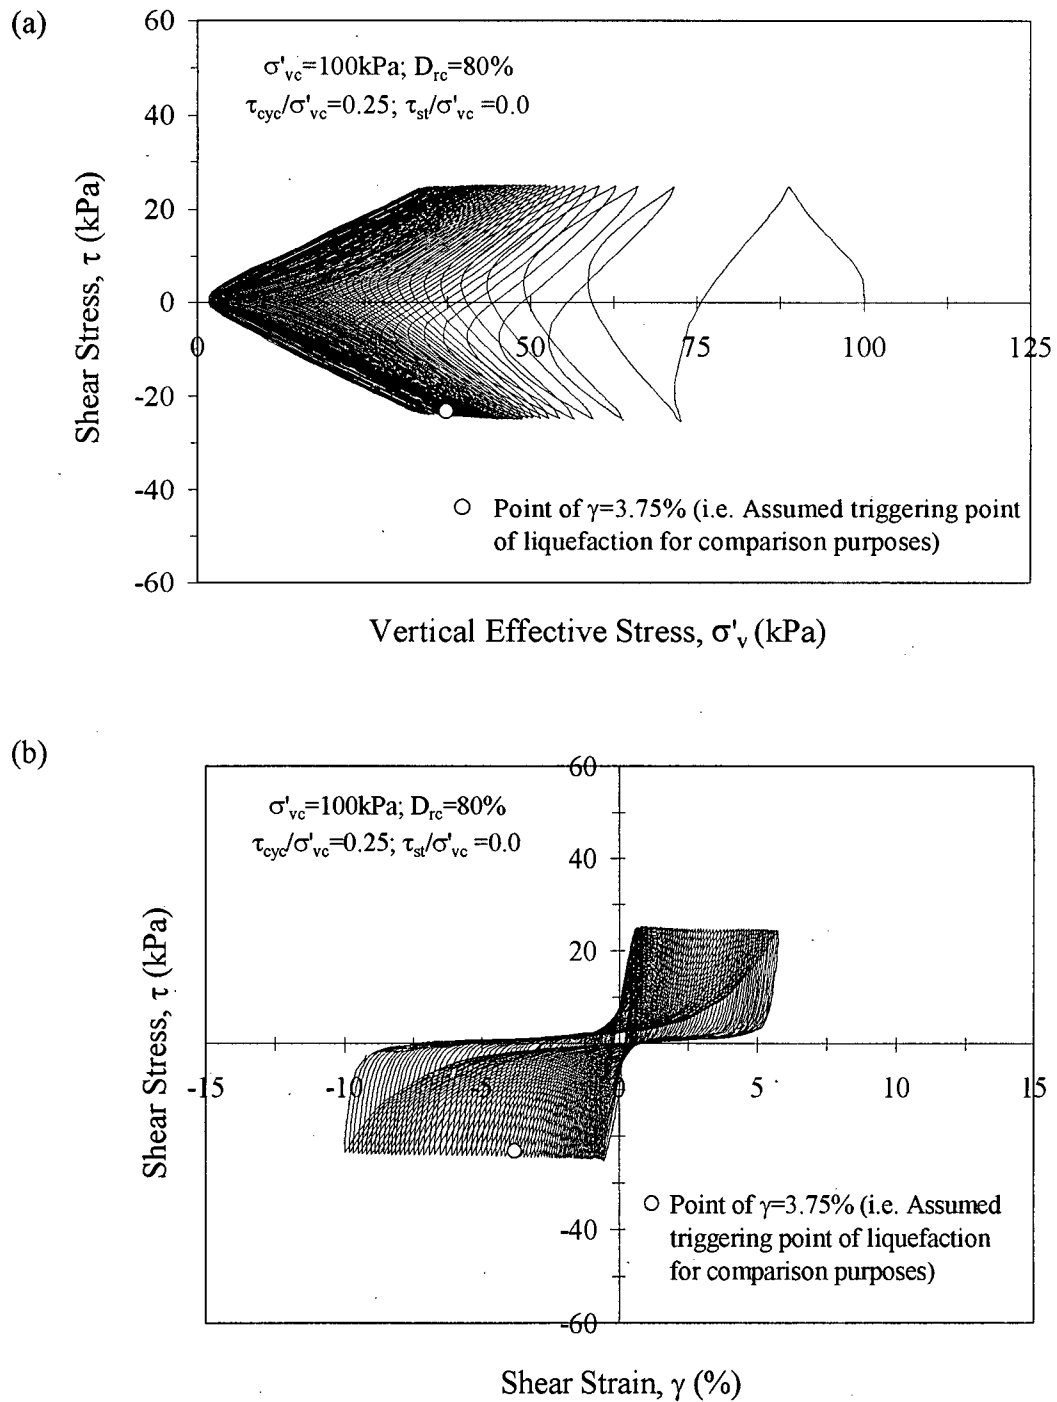 (a)
60
σ'vc=100kPa; Drc=80%
τcyc/σ'vc=0.25; τst/σ'vc =0.0
40
20
0
-20
-40
-60
0
50
75
100
125
Shear Stress, τ (kPa)
Point of γ=3.75% (i.e. Assumed triggering point
of liquefaction for comparison purposes)
Vertical Effective Stress, σ'v (kPa)
(b)
60
σ'vc=100kPa; Drc=80%
τcyc/σ'vc=0.25; τst/σ'vc =0.0
40
20
-15
-10
-5
0
5
10
15
-40
-60
Shear Stress, τ (kPa)
Point of γ=3.75% (i.e. Assumed
triggering point of liquefaction
for comparison purposes)
Shear Strain, γ (%)